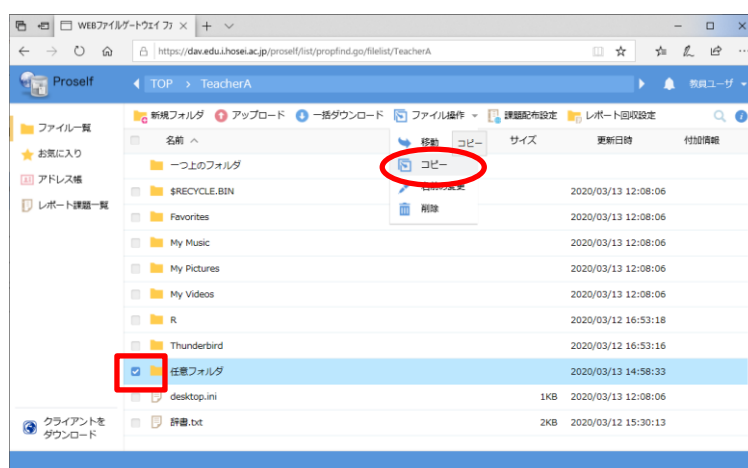 WEBファイルゲートウェイ ファ
https://dav.edu.i.hosei.ac.jp/proself/list/propfind.go/filelist/TeacherA
Proself
TOP › TeacherA
教員ユーザ
新規フォルダ アップロード 一括ダウンロード ファイル操作 課題配布設定 レポート回収設定
ファイル一覧
お気に入り
アドレス帳
レポート課題一覧
名前 サイズ 更新日時 付加情報
移動 コピー
コピー
名前の変更
削除
一つ上のフォルダ
$RECYCLE.BIN 2020/03/13 12:08:06
Favorites 2020/03/13 12:08:06
My Music 2020/03/13 12:08:06
My Pictures 2020/03/13 12:08:06
My Videos 2020/03/13 12:08:06
R 2020/03/12 16:53:18
Thunderbird 2020/03/12 16:53:16
任意フォルダ 2020/03/13 14:58:33
desktop.ini 1KB 2020/03/13 12:08:06
辞書.txt 2KB 2020/03/12 15:30:13
クライアントを
ダウンロード